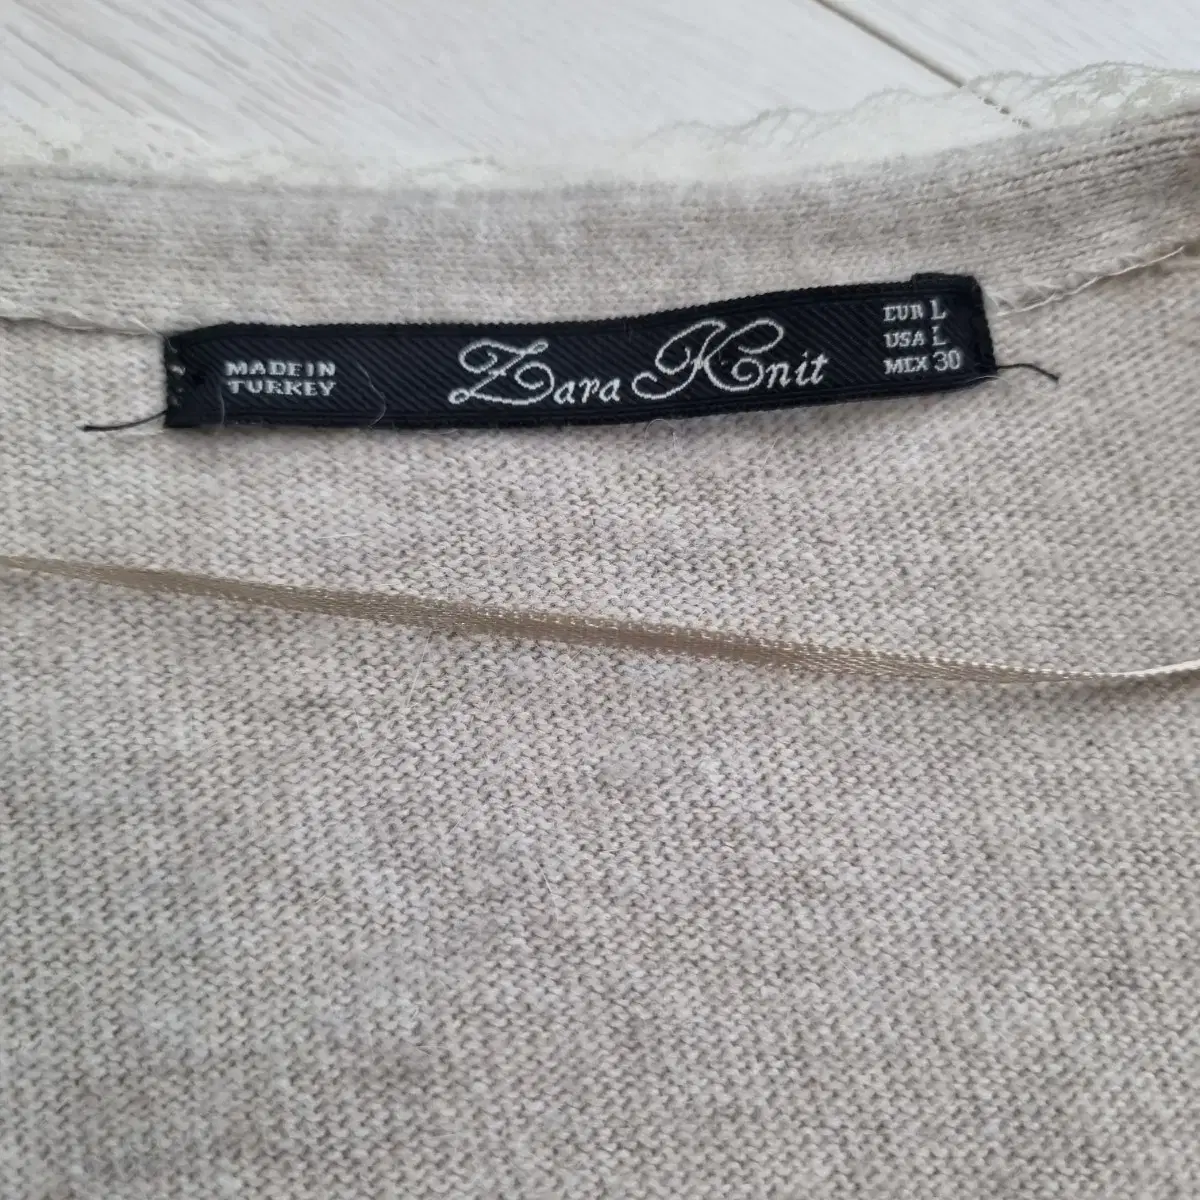 MADE IN
TURKEY
Zara Knit
EUR L
USA L
MEX 30